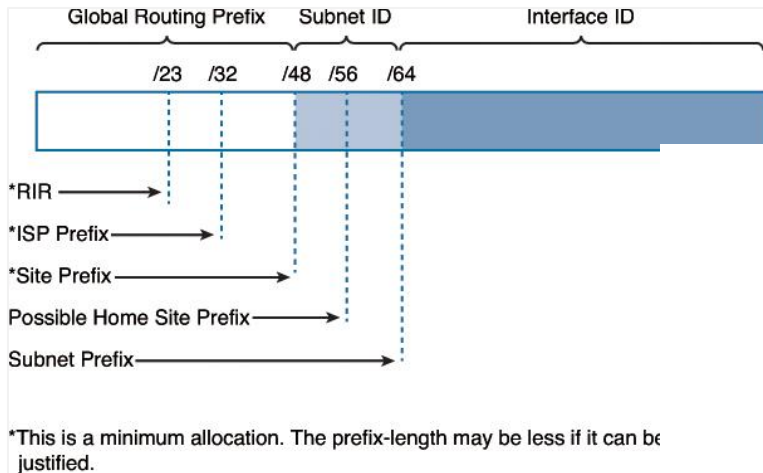 Global Routing Prefix Subnet ID Interface ID
/23 /32 /48 /56 /64
*RIR
*ISP Prefix
*Site Prefix
Possible Home Site Prefix
Subnet Prefix
*This is a minimum allocation. The prefix-length may be less if it can be
justified.